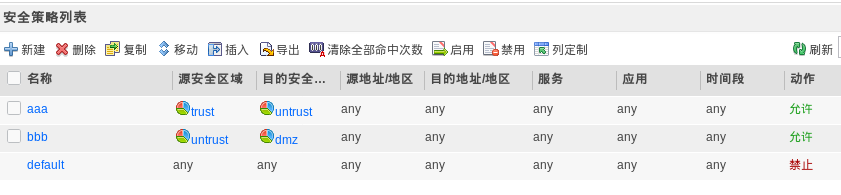 安全策略列表
新建 删除 复制 移动 插入 导出 清除全部命中次数 启用 禁用 列定制 刷新
名称 源安全区域 目的安全... 源地址/地区 目的地址/地区 服务 应用 时间段 动作
aaa trust untrust any any any any any 允许
bbb untrust dmz any any any any any 允许
default any any any any any any any 禁止